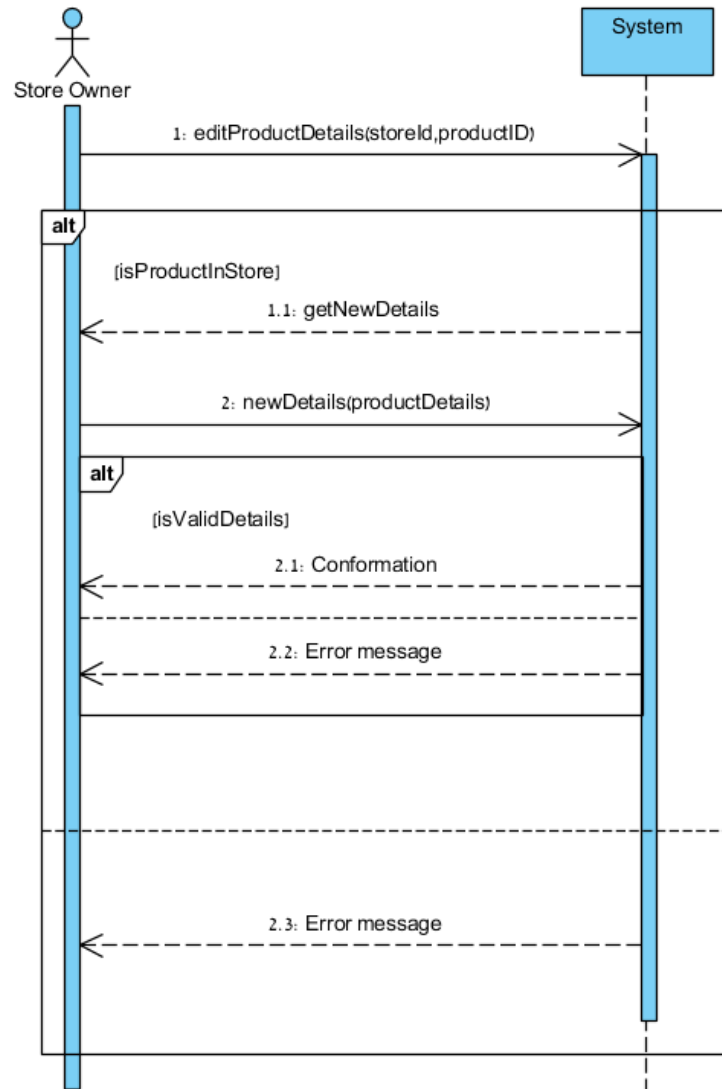 System
Store Owner
1: editProductDetails(storeId,productID)
alt
[isProductInStore]
1.1: getNewDetails
2: newDetails(productDetails)
alt
[isValidDetails]
2.1: Conformation
2.2: Error message
2.3: Error message